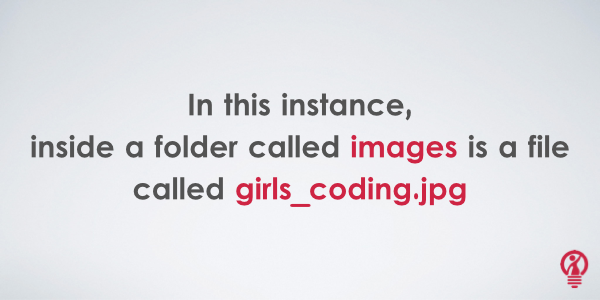 In this instance,
inside a folder called images is a file
called girls_coding.jpg